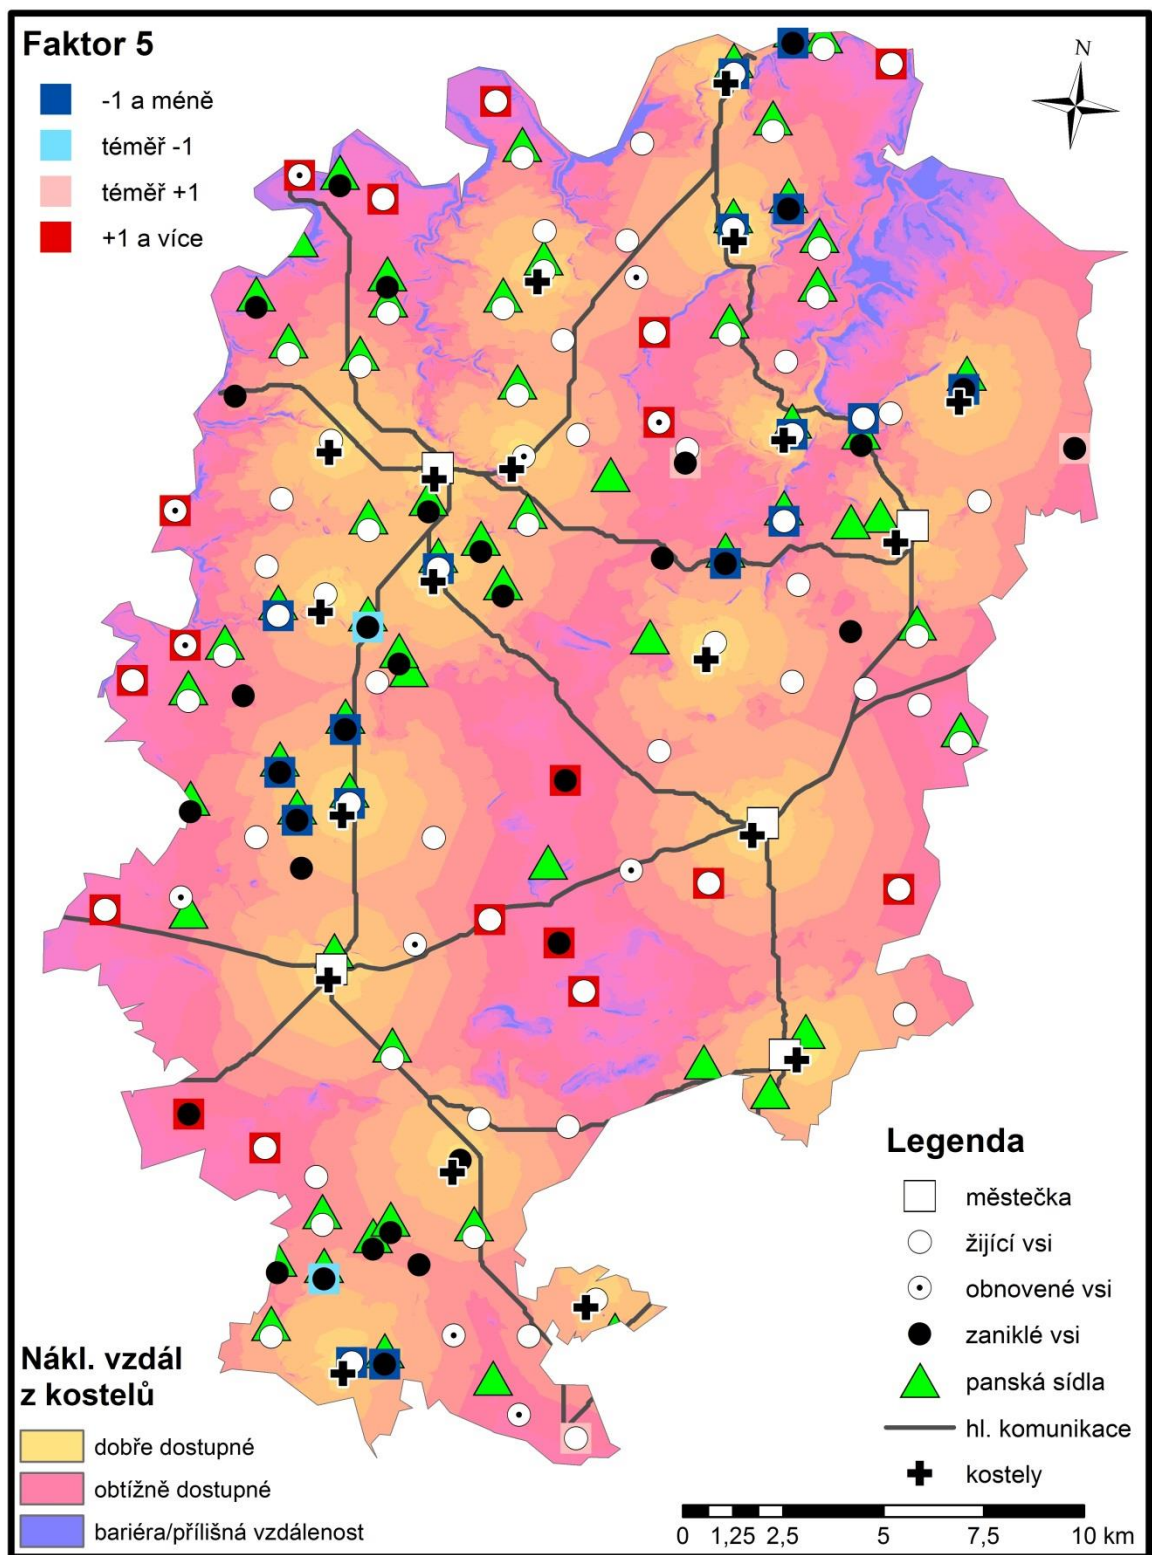 Faktor 5
-1 a méně
téměř -1
téměř +1
+1 a více
N
Legenda
městečka
žijící vsi
obnovené vsi
zaniklé vsi
panská sídla
hl. komunikace
kostely
Nákl. vzdál
z kostelů
dobře dostupné
obtížně dostupné
bariéra/přílišná vzdálenost
0 1,25 2,5 5 7,5 10 km